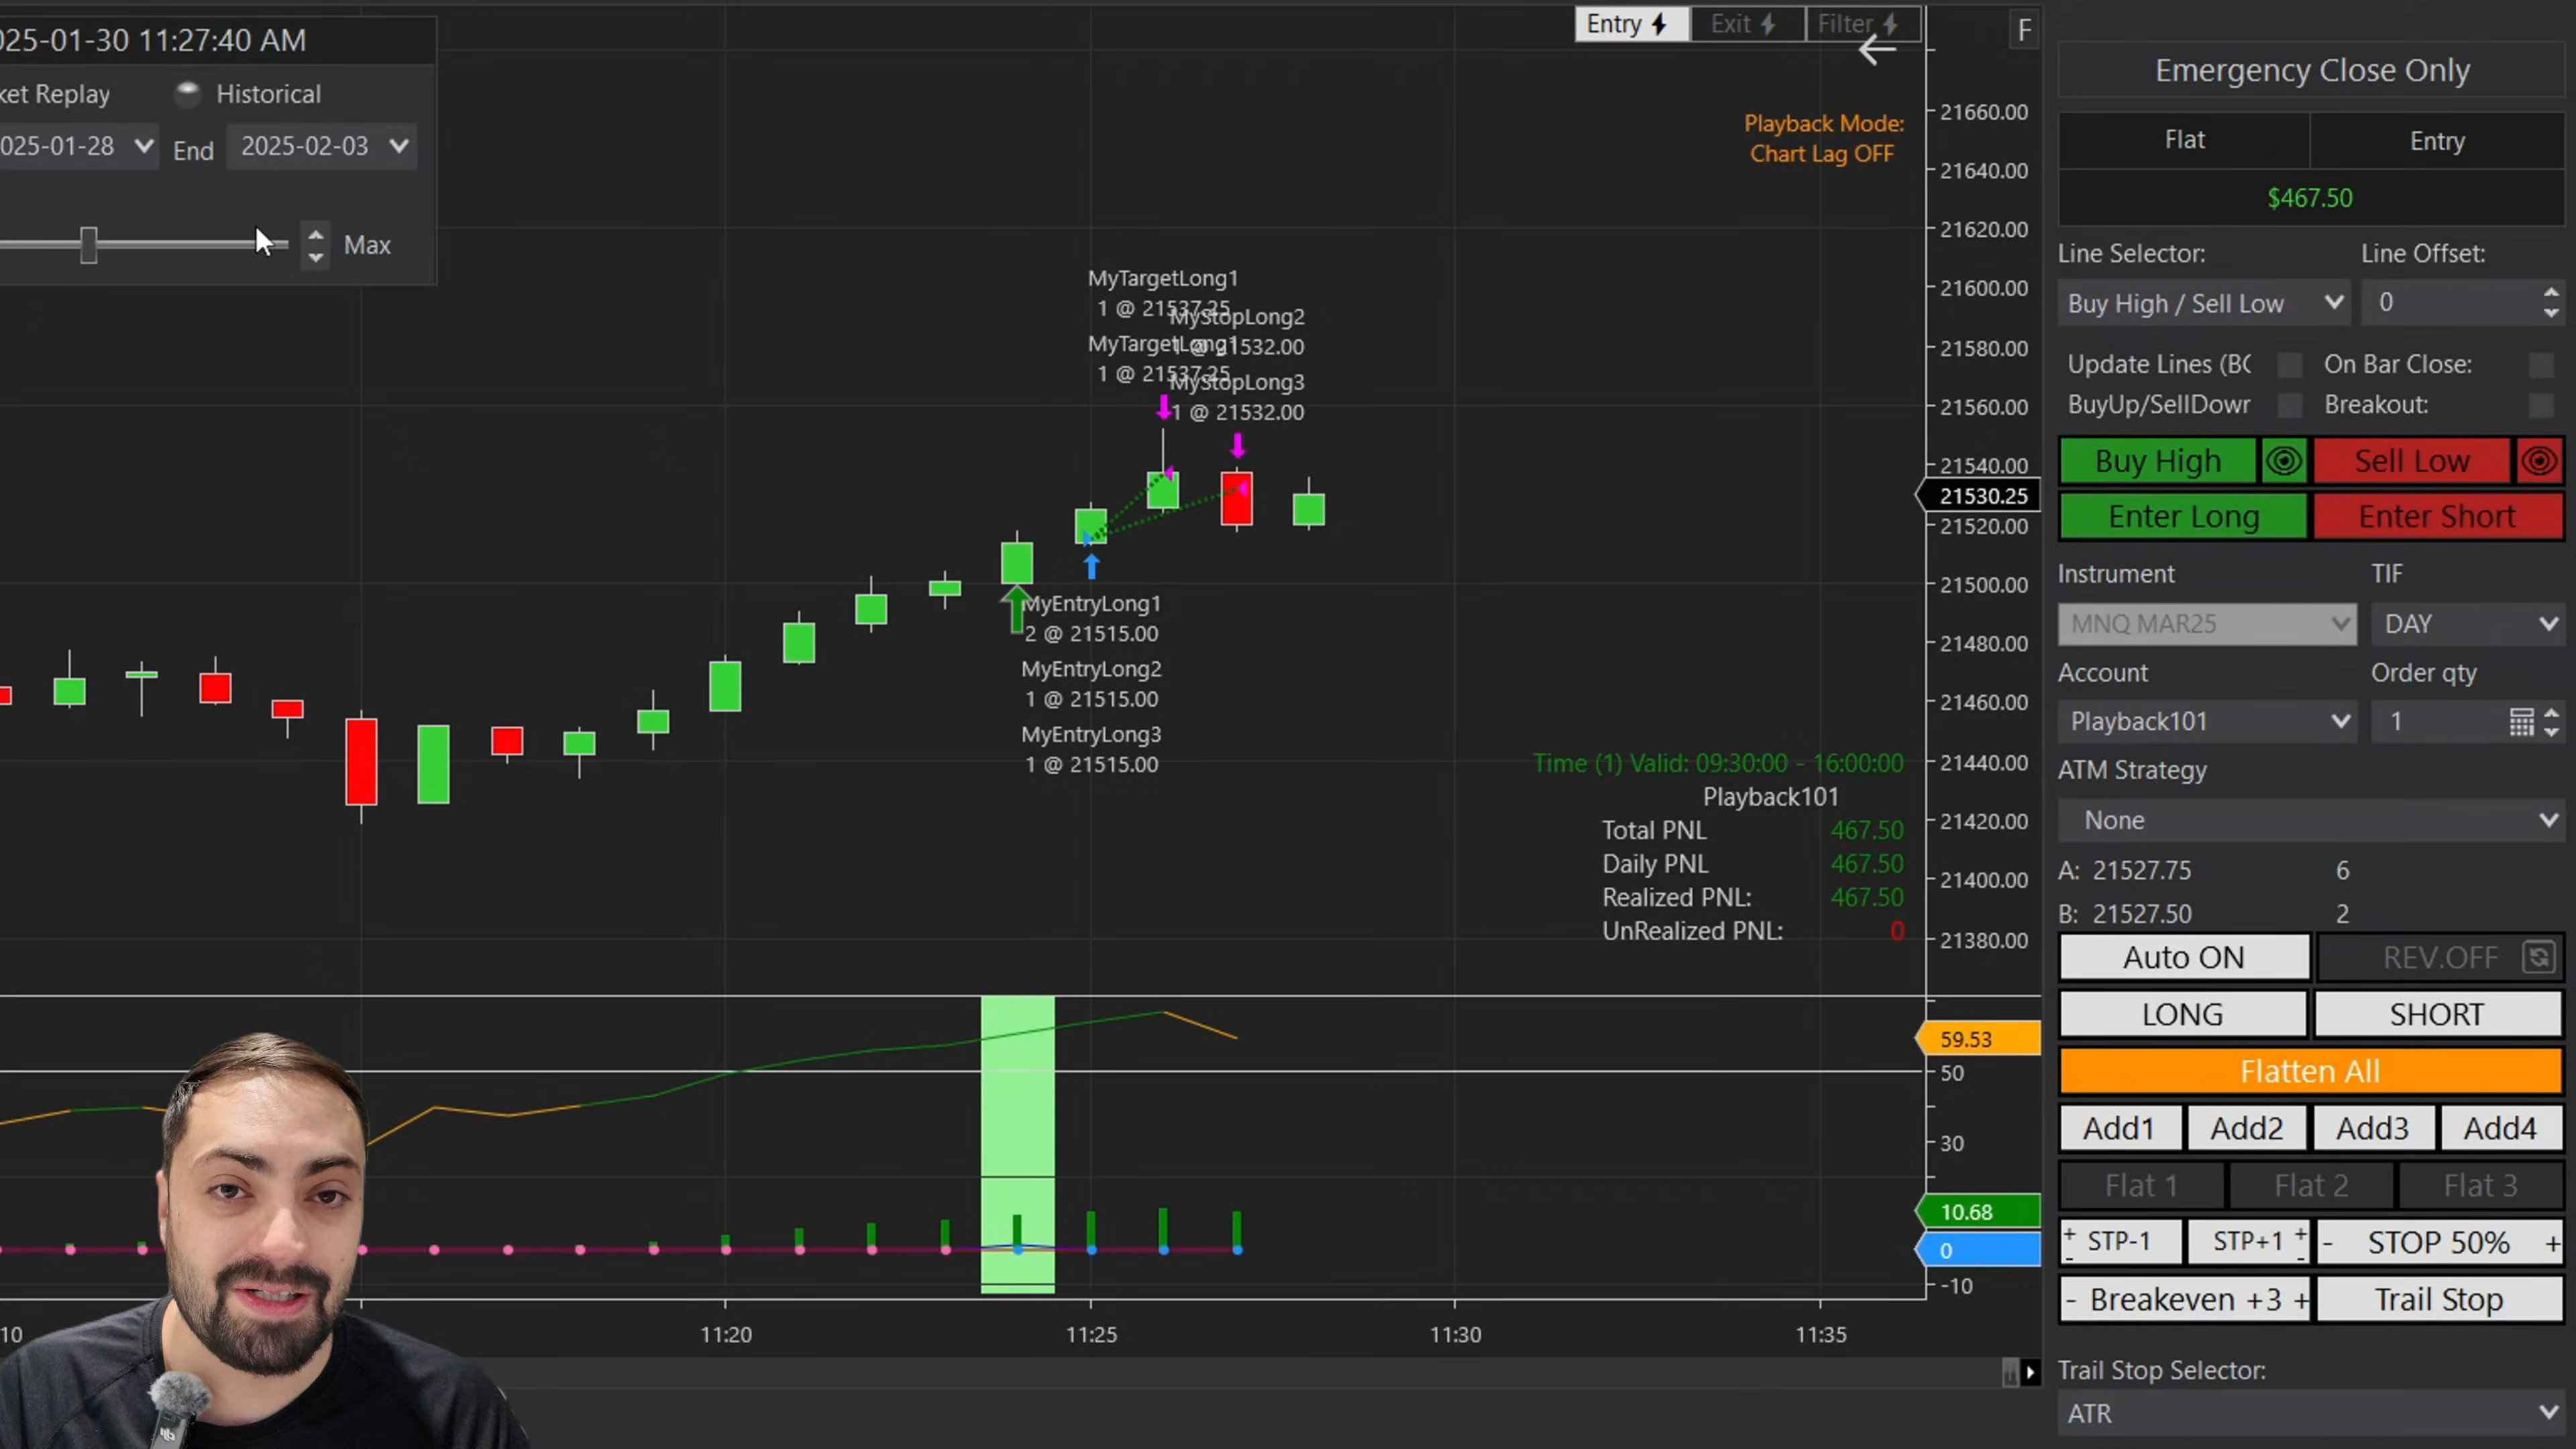 025-01-30 11:27:40 AM
ket Replay
Historical
025-01-28
End
2025-02-03
Max
Entry
Exit
Filter
F
Playback Mode:
Chart Lag OFF
MyTargetLong1
1 @ 21537.25
MyStopLong2
1 @ 21532.00
MyTargetLong1
1 @ 21537.25
MyStopLong3
1 @ 21532.00
MyEntryLong1
2 @ 21515.00
MyEntryLong2
1 @ 21515.00
MyEntryLong3
1 @ 21515.00
Time (1) Valid: 09:30:00 - 16:00:00
Playback101
Total PNL 467.50
Daily PNL 467.50
Realized PNL: 467.50
UnRealized PNL: 0
21660.00
21640.00
21620.00
21600.00
21580.00
21560.00
21540.00
21530.25
21520.00
21500.00
21480.00
21460.00
21440.00
21420.00
21400.00
21380.00
59.53
50
30
10.68
0
-10
10
11:20
11:25
11:30
11:35
Emergency Close Only
Flat
Entry
$467.50
Line Selector:
Line Offset:
Buy High / Sell Low
0
Update Lines (BC
On Bar Close:
BuyUp/SellDowr
Breakout:
Buy High
Sell Low
Enter Long
Enter Short
Instrument
TIF
MNQ MAR25
DAY
Account
Order qty
Playback101
1
ATM Strategy
None
A: 21527.75 6
B: 21527.50 2
Auto ON
REV.OFF
LONG
SHORT
Flatten All
Add1
Add2
Add3
Add4
Flat 1
Flat 2
Flat 3
+ - STP-1
STP+1 + -
- STOP 50% +
- Breakeven +3 +
Trail Stop
Trail Stop Selector:
ATR